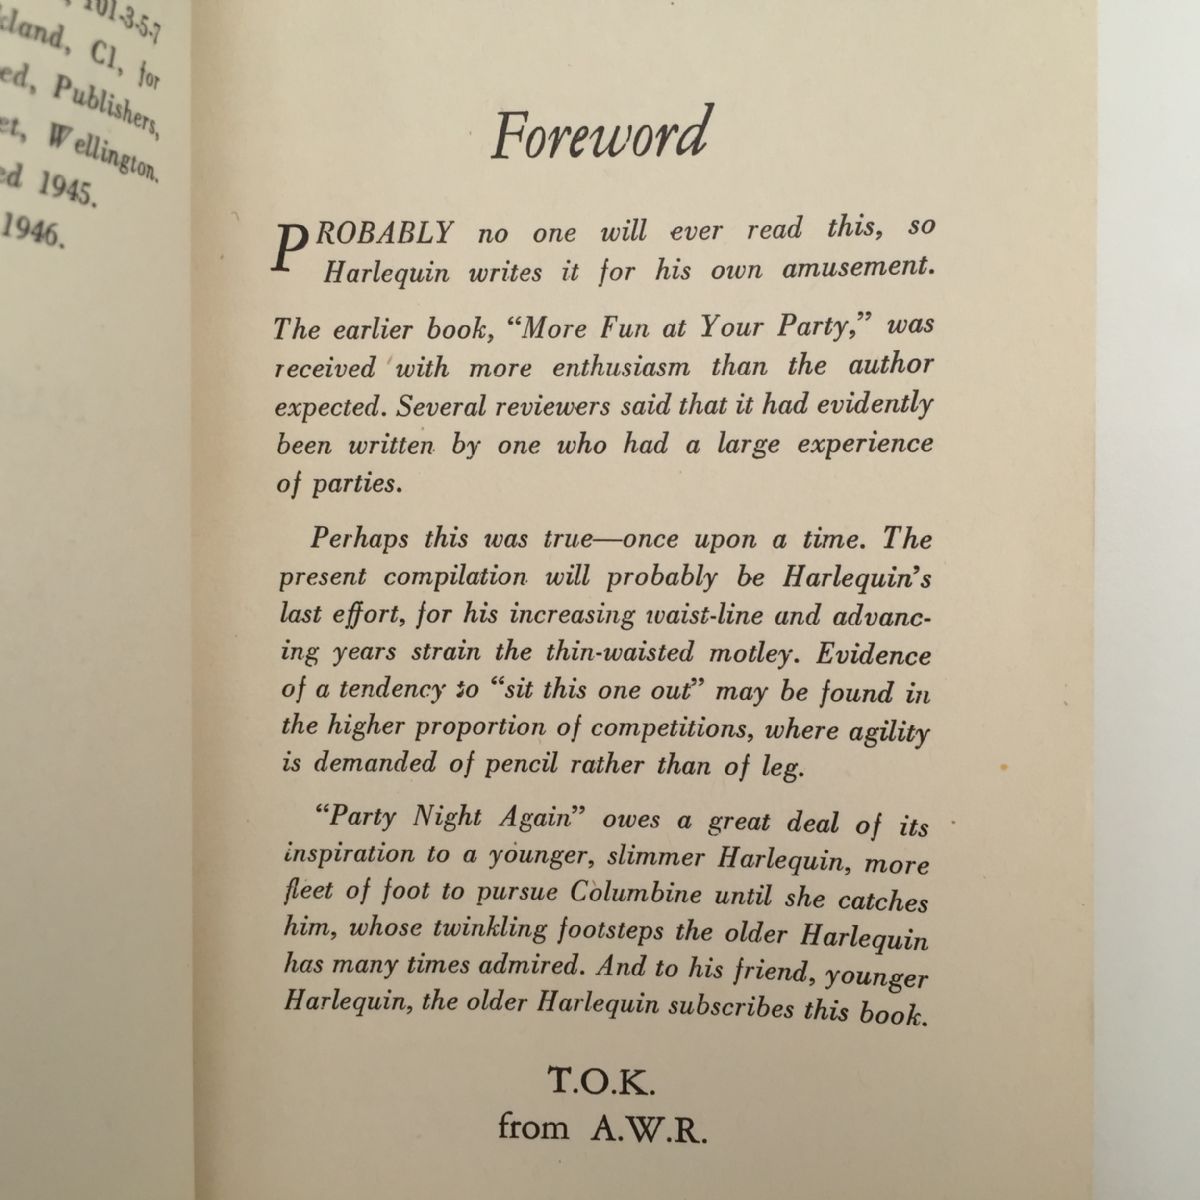 101-3-5-7
Cl, for
Publishers,
Wellington.
1945.
1946.
Foreword
PROBABLY no one will ever read this, so
Harlequin writes it for his own amusement.
The earlier book, “More Fun at Your Party,” was
received with more enthusiasm than the author
expected. Several reviewers said that it had evidently
been written by one who had a large experience
of parties.
Perhaps this was true—once upon a time. The
present compilation will probably be Harlequin’s
last effort, for his increasing waist-line and advanc-
ing years strain the thin-waisted motley. Evidence
of a tendency to “sit this one out” may be found in
the higher proportion of competitions, where agility
is demanded of pencil rather than of leg.
“Party Night Again” owes a great deal of its
inspiration to a younger, slimmer Harlequin, more
fleet of foot to pursue Columbine until she catches
him, whose twinkling footsteps the older Harlequin
has many times admired. And to his friend, younger
Harlequin, the older Harlequin subscribes this book.
T.O.K.
from A.W.R.